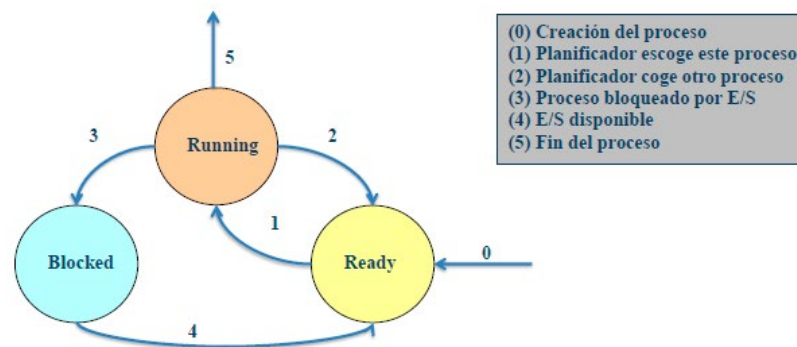 5
(0) Creación del proceso
(1) Planificador escoge este proceso
(2) Planificador coge otro proceso
(3) Proceso bloqueado por E/S
(4) E/S disponible
(5) Fin del proceso
3
Running
2
1
Blocked
Ready
0
4